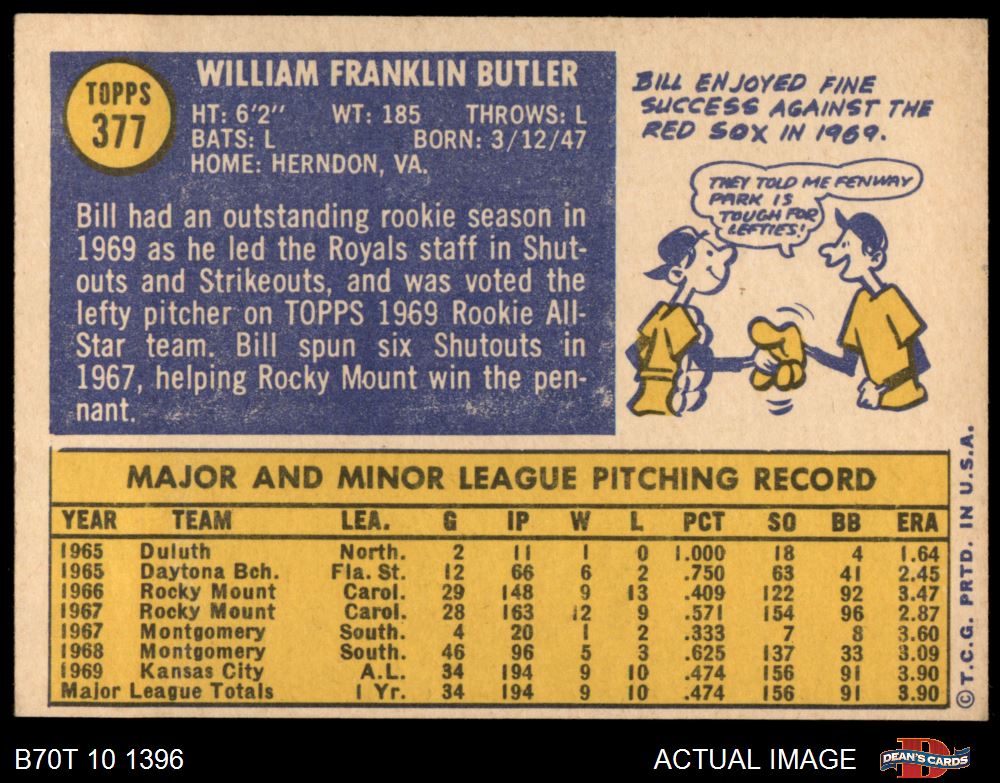 TOPPS
377
WILLIAM FRANKLIN BUTLER
HT: 6'2" WT: 185 THROWS: L
BATS: L BORN: 3/12/47
HOME: HERNDON, VA.
Bill had an outstanding rookie season in
1969 as he led the Royals staff in Shut-
outs and Strikeouts, and was voted the
lefty pitcher on TOPPS 1969 Rookie All-
Star team. Bill spun six Shutouts in
1967, helping Rocky Mount win the pen-
nant.
BILL ENJOYED FINE
SUCCESS AGAINST THE
RED SOX IN 1969.
THEY TOLD ME FENWAY
PARK IS
TOUGH FOR
LEFTIES!
MAJOR AND MINOR LEAGUE PITCHING RECORD
YEAR TEAM LEA. G IP W L PCT SO BB ERA
1965 Duluth North. 2 11 1 0 1.000 18 4 1.64
1965 Daytona Bch. Fla. St. 12 66 6 2 .750 63 41 2.45
1966 Rocky Mount Carol. 29 148 9 13 .409 122 92 3.47
1967 Rocky Mount Carol. 28 163 12 9 .571 154 96 2.87
1967 Montgomery South. 4 20 1 2 .333 7 8 3.60
1968 Montgomery South. 46 96 5 3 .625 137 33 3.09
1969 Kansas City A.L. 34 194 9 10 .474 156 91 3.90
Major League Totals 1 Yr. 34 194 9 10 .474 156 91 3.90
©T.C.G. PRTD. IN U.S.A.
B70T 10 1396
ACTUAL IMAGE
DEAN'S CARDS